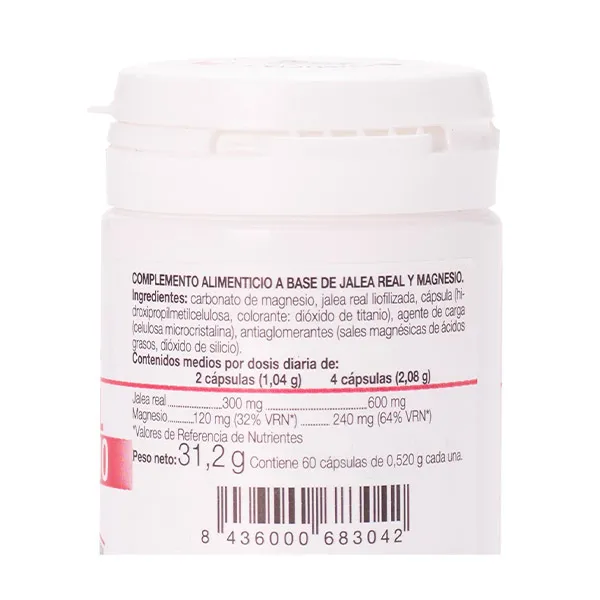 COMPLEMENTO ALIMENTICIO A BASE DE JALEA REAL Y MAGNESIO.
Ingredientes: carbonato de magnesio, jalea real liofilizada, cápsula (hi-
droxipropilmetilcelulosa, colorante: dióxido de titanio), agente de carga
(celulosa microcristalina), antiaglomerantes (sales magnésicas de ácidos
grasos, dióxido de silicio).
Contenidos medios por dosis diaria de:
2 cápsulas (1,04 g) 4 cápsulas (2,08 g)
Jalea real ................ 300 mg ........................... 600 mg
Magnesio ........... 120 mg (32% VRN*) ......... 240 mg (64% VRN*)
*Valores de Referencia de Nutrientes
Peso neto: 31,2 g Contiene 60 cápsulas de 0,520 g cada una.
8 436000 683042